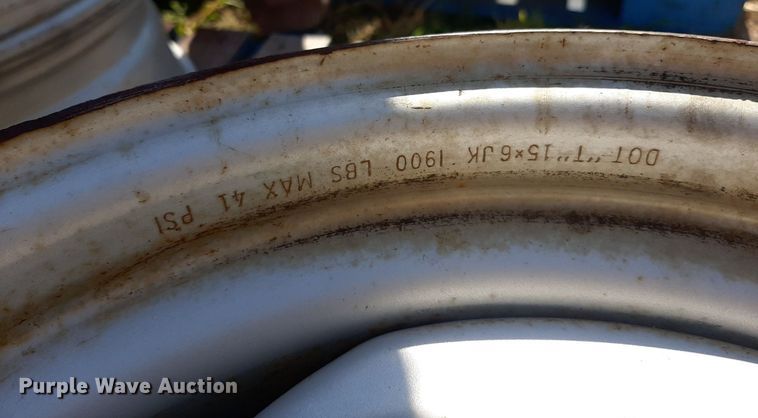 DOT "T" 15×6JK 1900 LBS MAX 41 PSI
Purple Wave Auction